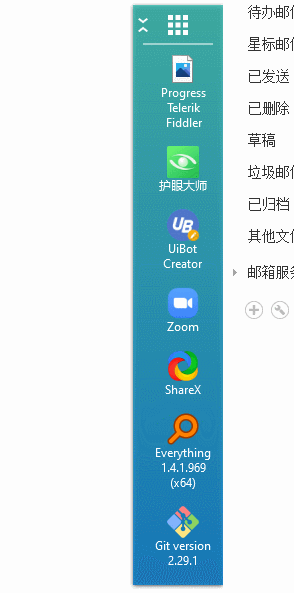 Progress
Telerik
Fiddler
护眼大师
UB
UiBot
Creator
Zoom
ShareX
Everything
1.4.1.969
(x64)
Git version
2.29.1
待办邮
星标邮
已发送
已删除
草稿
垃圾邮
已归档
其他文
邮箱服